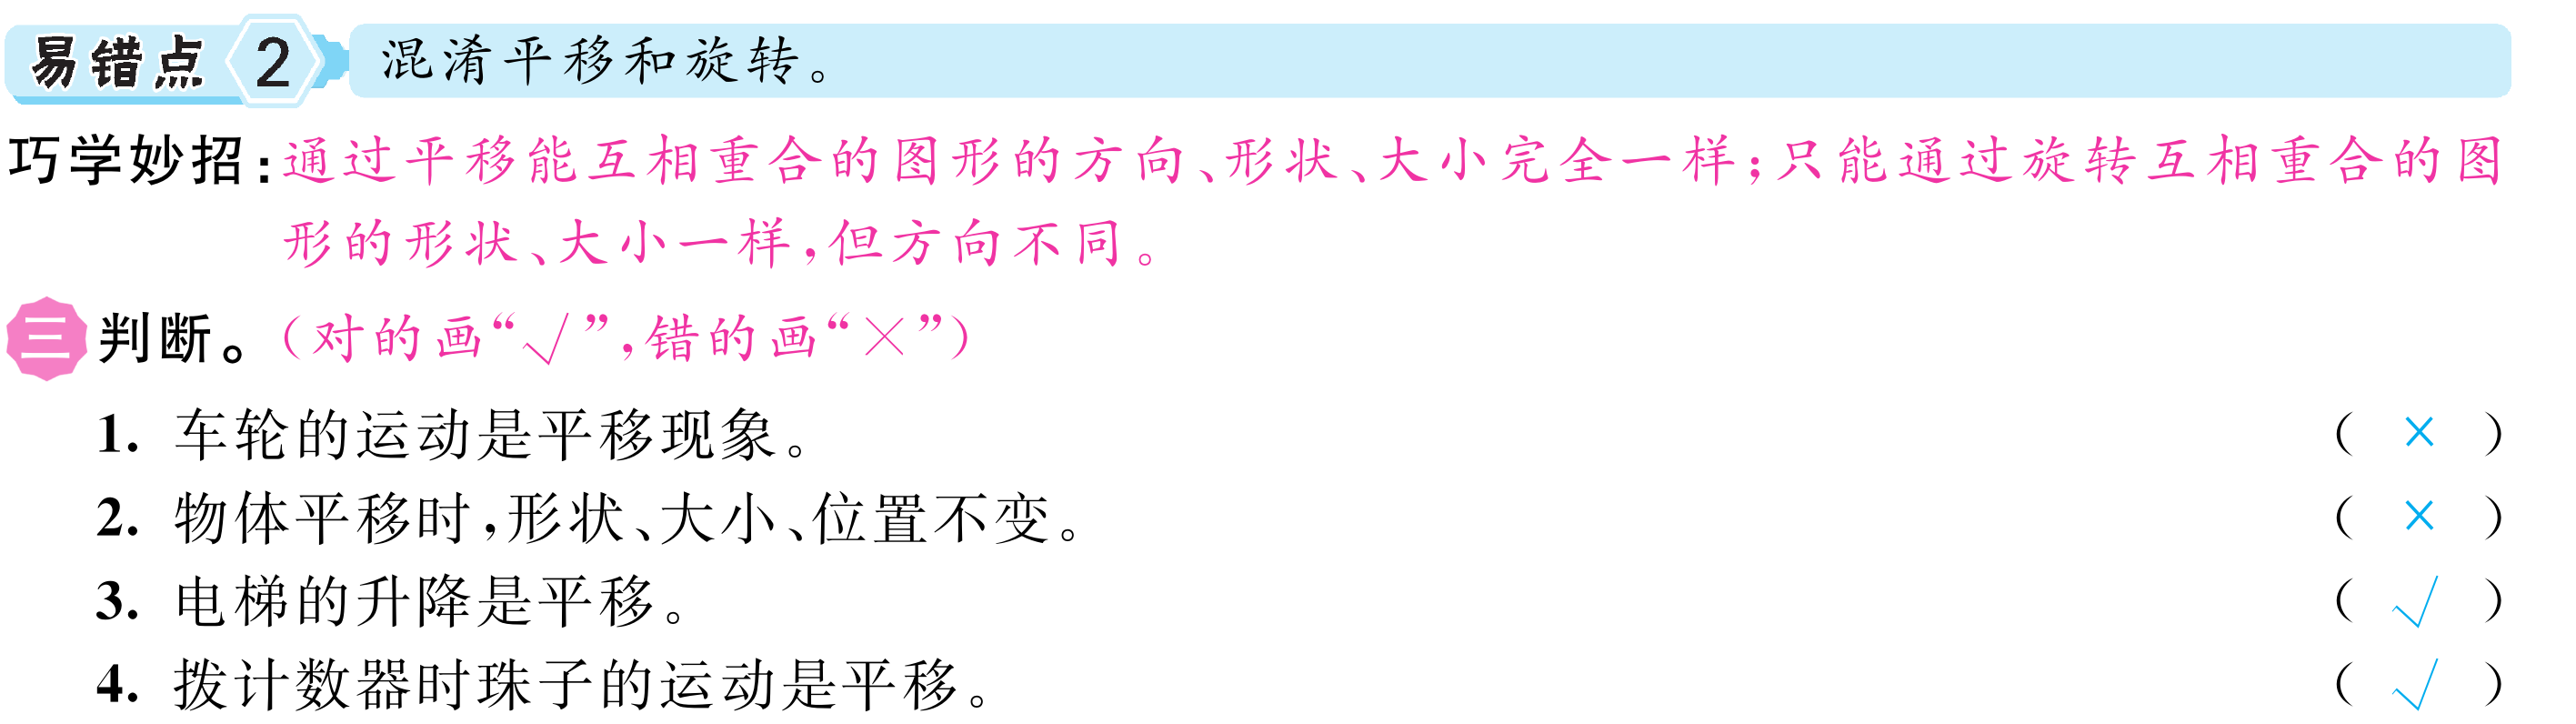 易错点 2 混淆平移和旋转。
巧学妙招:通过平移能互相重合的图形的方向、形状、大小完全一样;只能通过旋转互相重合的图
形的形状、大小一样,但方向不同。
三 判断。(对的画“√”,错的画“×”)
1. 车轮的运动是平移现象。 ( × )
2. 物体平移时,形状、大小、位置不变。 ( × )
3. 电梯的升降是平移。 ( √ )
4. 拨计数器时珠子的运动是平移。 ( √ )